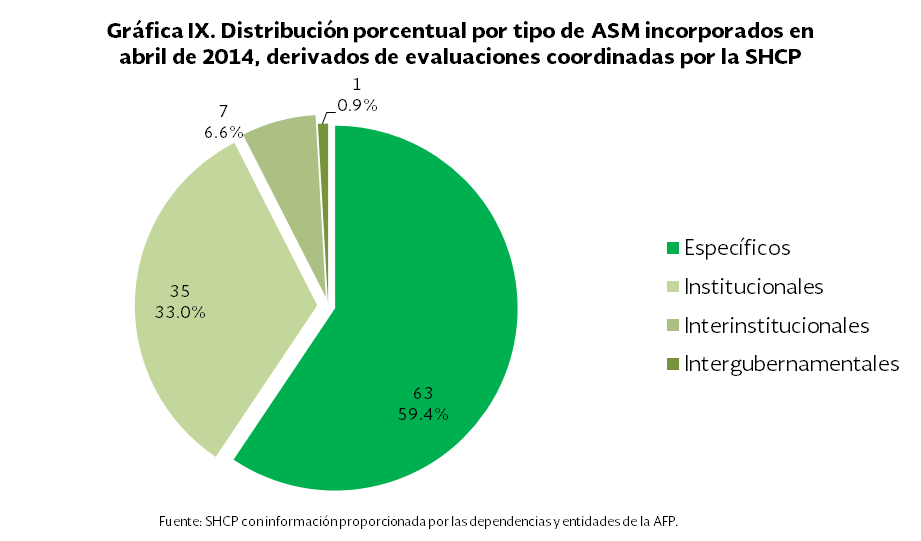 Gráfica IX. Distribución porcentual por tipo de ASM incorporados en
abril de 2014, derivados de evaluaciones coordinadas por la SHCP
1
0.9%
7
6.6%
35
33.0%
63
59.4%
Específicos
Institucionales
Interinstitucionales
Intergubernamentales
Fuente: SHCP con información proporcionada por las dependencias y entidades de la AFP.